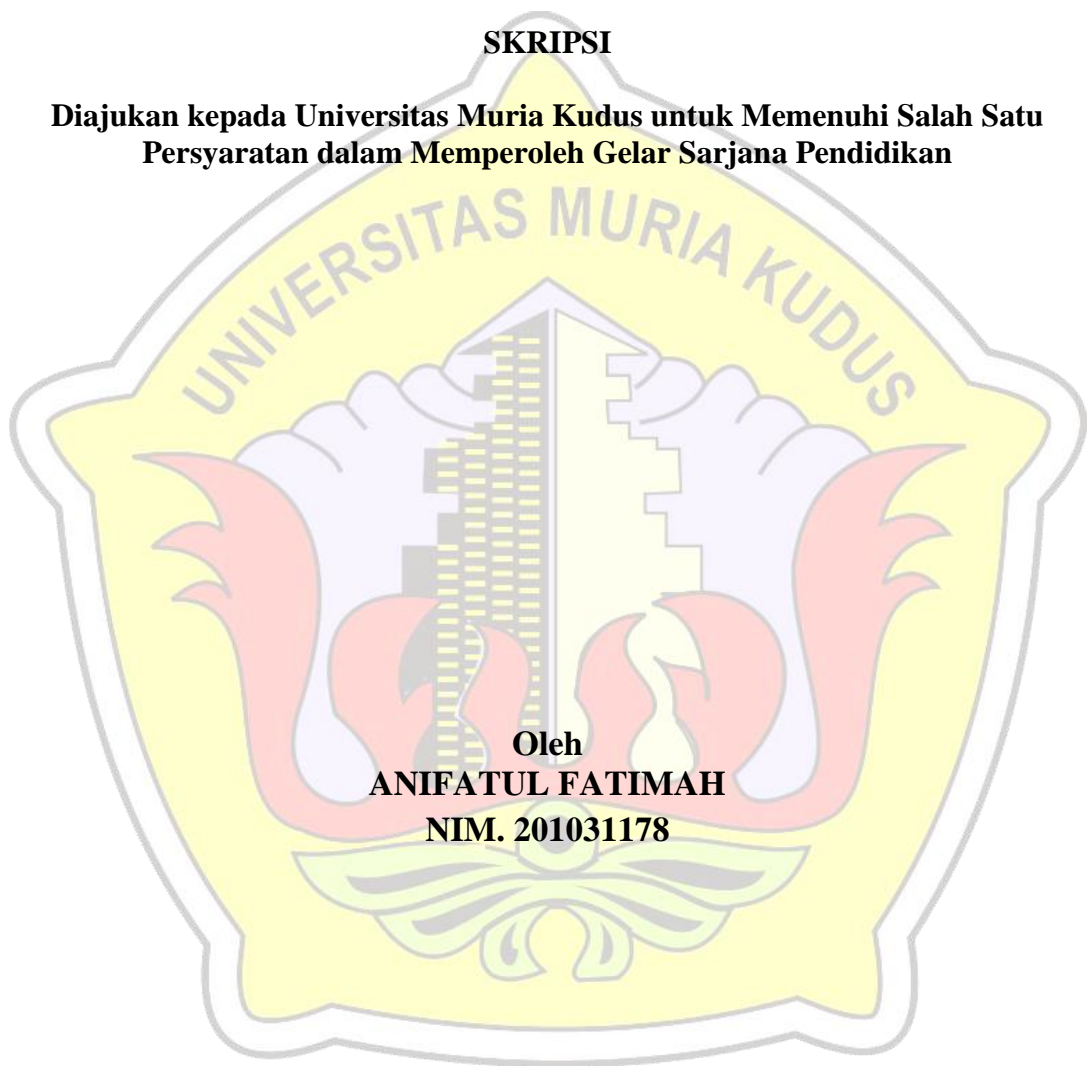 SKRIPSI
Diajukan kepada Universitas Muria Kudus untuk Memenuhi Salah Satu
Persyaratan dalam Memperoleh Gelar Sarjana Pendidikan
UNIVERSITAS MURIA KUDUS
Oleh
ANIFATUL FATIMAH
NIM. 201031178